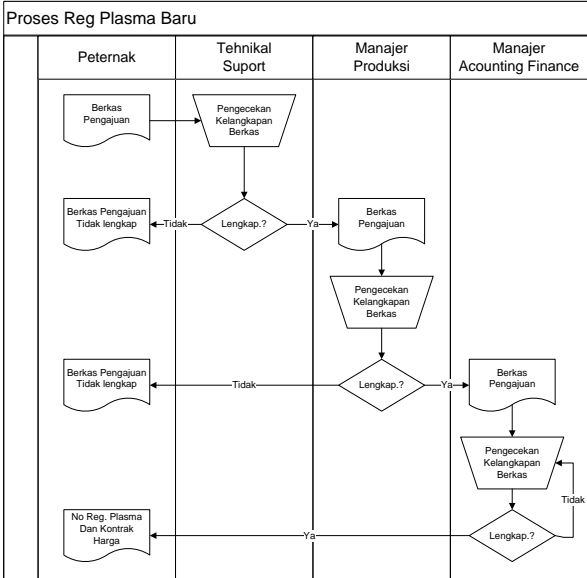 Proses Reg Plasma Baru
Peternak
Tehnikal
Suport
Manajer
Produksi
Manajer
Acounting Finance
Berkas
Pengajuan
Pengecekan
Kelangkapan
Berkas
Berkas Pengajuan
Tidak lengkap
Tidak
Lengkap.?
Ya
Berkas
Pengajuan
Pengecekan
Kelangkapan
Berkas
Berkas Pengajuan
Tidak lengkap
Tidak
Lengkap.?
Ya
Berkas
Pengajuan
Pengecekan
Kelangkapan
Berkas
Tidak
No Reg. Plasma
Dan Kontrak
Harga
Ya
Lengkap.?